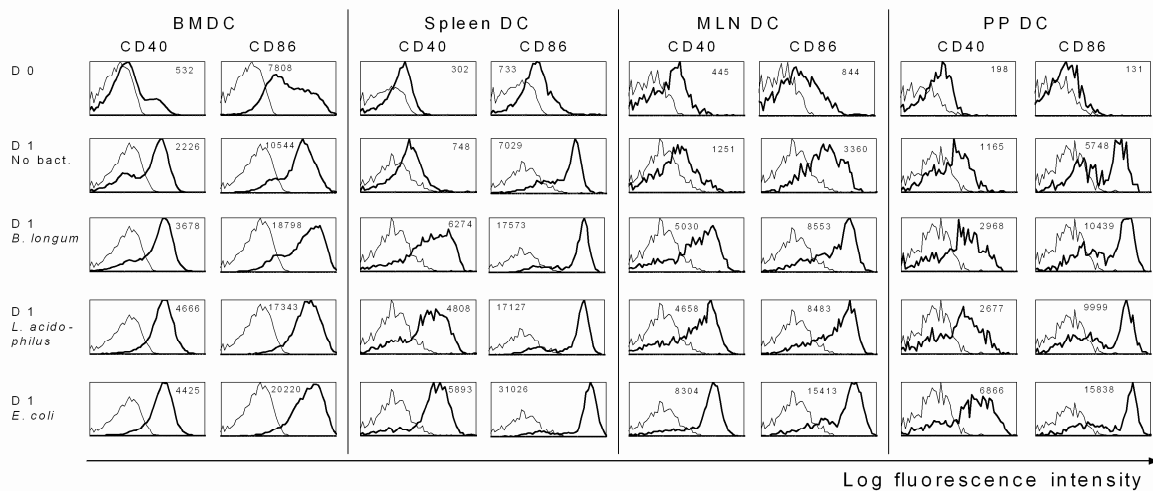 BMDC Spleen DC MLN DC PP DC
CD40 CD86 CD40 CD86 CD40 CD86 CD40 CD86
D 0 532 7808 302 733 445 844 198 131
D 1
No bact. 2226 10544 748 7029 1251 3360 1165 5748
D 1
B. longum 3678 18798 6274 17573 5030 8553 2968 10439
D 1
L. acido- 4666 17343 4808 17127 4658 8483 2677 9999
philus
D 1
E. coli 4425 20220 5893 31026 8304 15413 6866 15838
Log fluorescence intensity